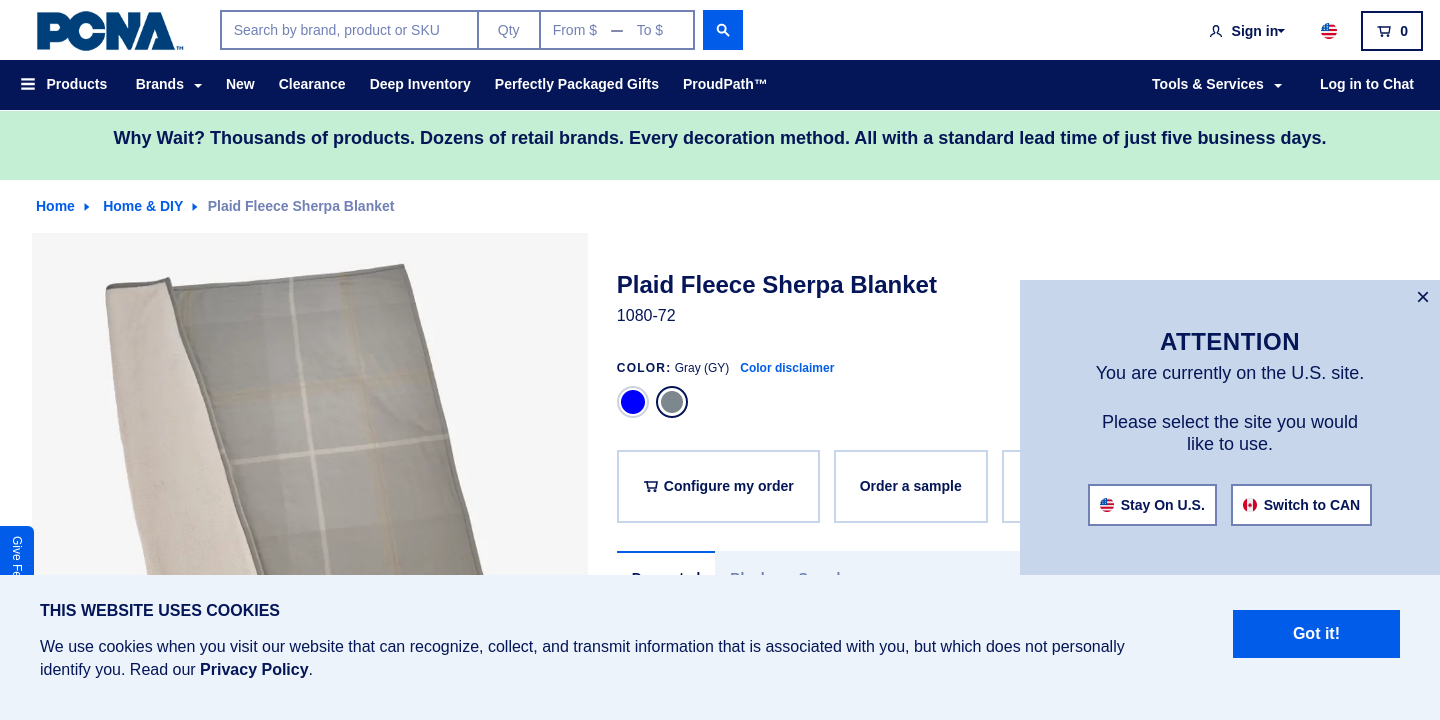 PCNA™
Search by brand, product or SKU
Qty
From $ — To $
Sign in
0
Products
Brands
New
Clearance
Deep Inventory
Perfectly Packaged Gifts
ProudPath™
Tools & Services
Log in to Chat
Why Wait? Thousands of products. Dozens of retail brands. Every decoration method. All with a standard lead time of just five business days.
Home
Home & DIY
Plaid Fleece Sherpa Blanket
Plaid Fleece Sherpa Blanket
1080-72
COLOR: Gray (GY) Color disclaimer
Configure my order
Order a sample
×
ATTENTION
You are currently on the U.S. site.
Please select the site you would
like to use.
Stay On U.S.
Switch to CAN
Give
THIS WEBSITE USES COOKIES
We use cookies when you visit our website that can recognize, collect, and transmit information that is associated with you, but which does not personally
identify you. Read our Privacy Policy.
Got it!